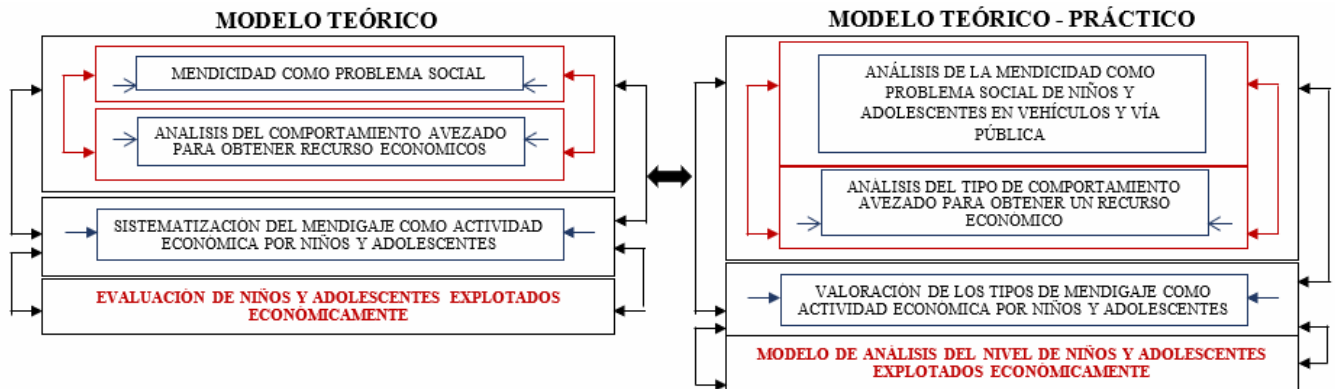 MODELO TEÓRICO
MENDICIDAD COMO PROBLEMA SOCIAL
ANALISIS DEL COMPORTAMIENTO AVEZADO
PARA OBTENER RECURSO ECONÓMICOS
SISTEMATIZACIÓN DEL MENDIGAJE COMO ACTIVIDAD
ECONÓMICA POR NIÑOS Y ADOLESCENTES
EVALUACIÓN DE NIÑOS Y ADOLESCENTES EXPLOTADOS
ECONÓMICAMENTE
MODELO TEÓRICO - PRÁCTICO
ANÁLISIS DE LA MENDICIDAD COMO
PROBLEMA SOCIAL DE NIÑOS Y
ADOLESCENTES EN VEHÍCULOS Y VÍA
PÚBLICA
ANÁLISIS DEL TIPO DE COMPORTAMIENTO
AVEZADO PARA OBTENER UN RECURSO
ECONÓMICO
VALORACIÓN DE LOS TIPOS DE MENDIGAJE COMO
ACTIVIDAD ECONÓMICA POR NIÑOS Y ADOLESCENTES
MODELO DE ANÁLISIS DEL NIVEL DE NIÑOS Y ADOLESCENTES
EXPLOTADOS ECONÓMICAMENTE